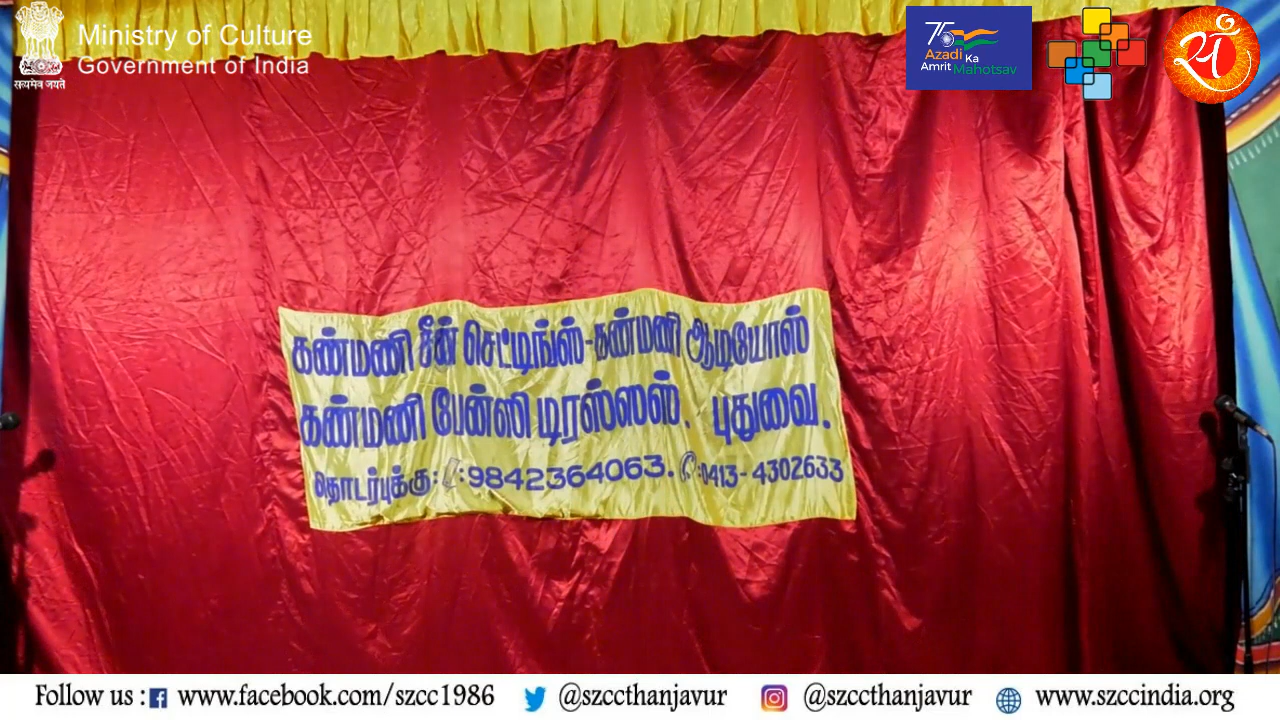 Ministry of Culture
Government of India
सत्यमेव जयते
75
Azadi Ka
Amrit Mahotsav
கண்மணி சீன் செட்டிங்ஸ்-கண்மணி ஆடியோஸ்
கண்மணி பேன்ஸி டிரஸ்ஸஸ். புதுவை.
தொடர்புக்கு: :9842364063. :0413-4302633
Follow us : www.facebook.com/szcc1986 @szccthanjavur @szccthanjavur www.szccindia.org